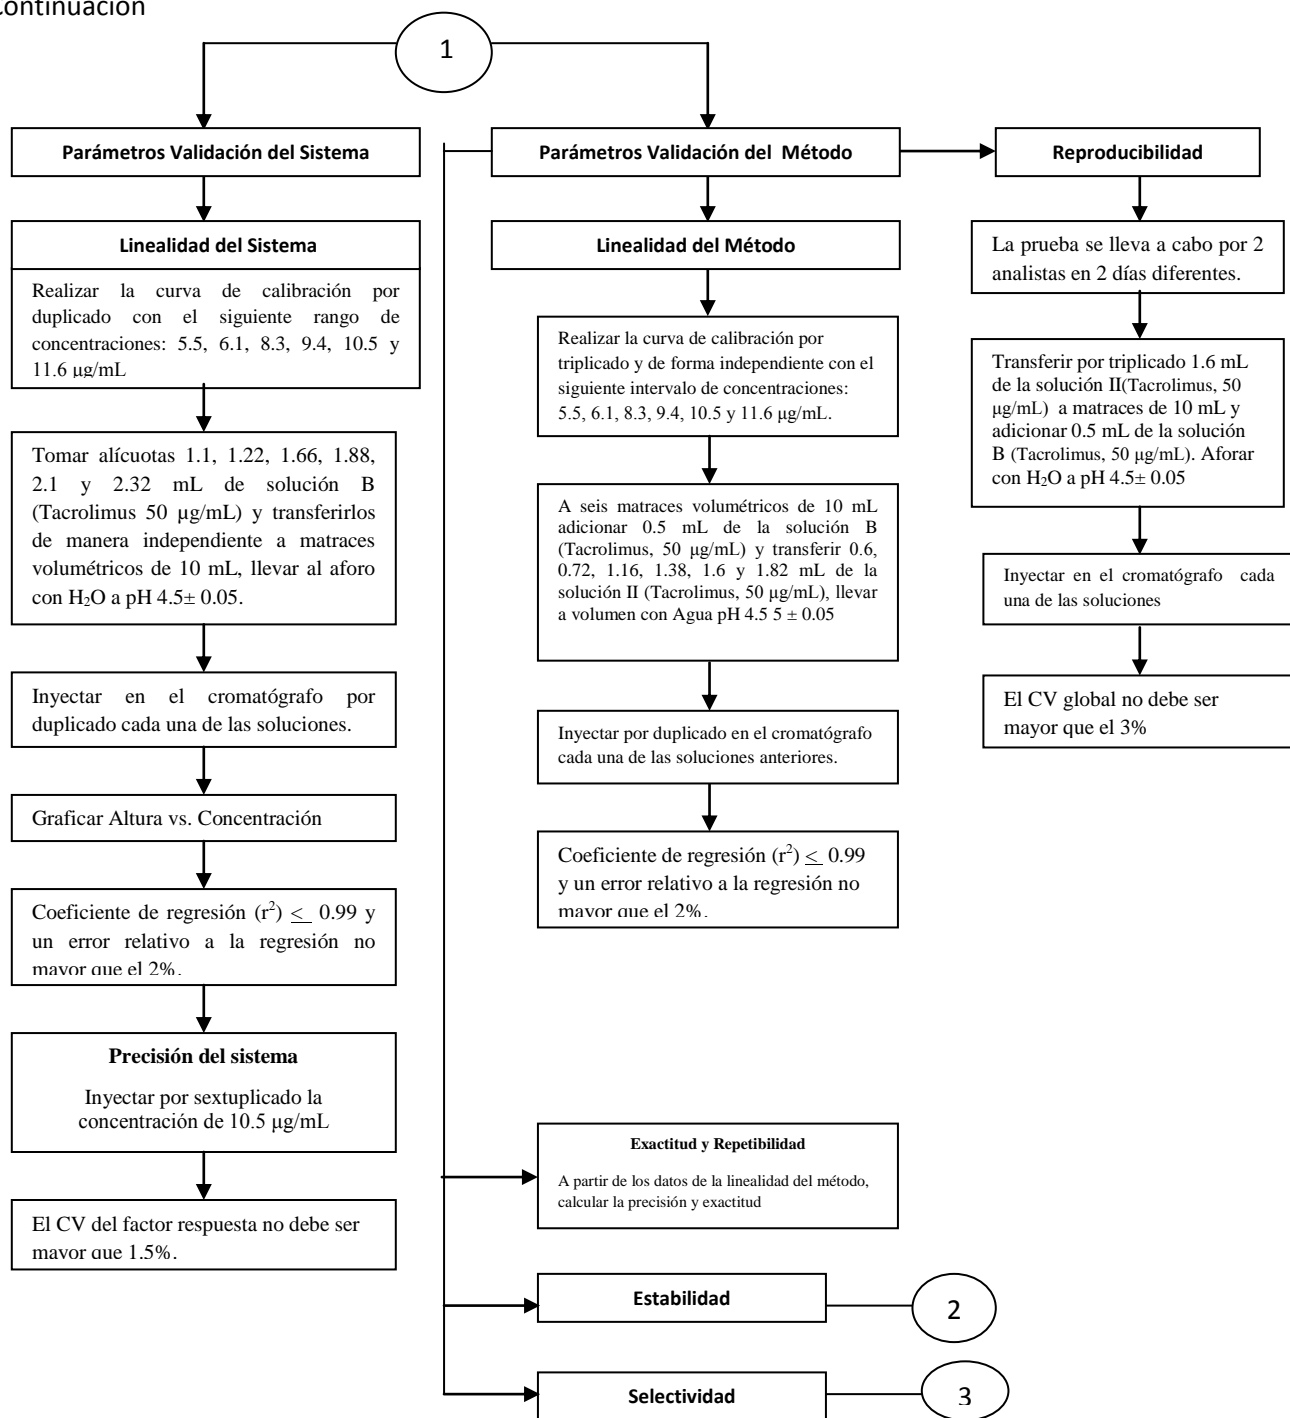 Continuación
1
Parámetros Validación del Sistema
Linealidad del Sistema
Realizar la curva de calibración por
duplicado con el siguiente rango de
concentraciones: 5.5, 6.1, 8.3, 9.4, 10.5 y
11.6 µg/mL
Tomar alícuotas 1.1, 1.22, 1.66, 1.88,
2.1 y 2.32 mL de solución B
(Tacrolimus 50 µg/mL) y transferirlos
de manera independiente a matraces
volumétricos de 10 mL, llevar al aforo
con H₂O a pH 4.5± 0.05.
Inyectar en el cromatógrafo por
duplicado cada una de las soluciones.
Graficar Altura vs. Concentración
Coeficiente de regresión (r²) < 0.99 y
un error relativo a la regresión no
mayor que el 2%.
Precisión del sistema
Inyectar por sextuplicado la
concentración de 10.5 µg/mL
El CV del factor respuesta no debe ser
mayor que 1.5%.
Parámetros Validación del Método
Linealidad del Método
Realizar la curva de calibración por
triplicado y de forma independiente con el
siguiente intervalo de concentraciones:
5.5, 6.1, 8.3, 9.4, 10.5 y 11.6 µg/mL.
A seis matraces volumétricos de 10 mL
adicionar 0.5 mL de la solución B
(Tacrolimus, 50 µg/mL) y transferir 0.6,
0.72, 1.16, 1.38, 1.6 y 1.82 mL de la
solución II (Tacrolimus, 50 µg/mL), llevar
a volumen con Agua pH 4.5 5 ± 0.05
Inyectar por duplicado en el cromatógrafo
cada una de las soluciones anteriores.
Coeficiente de regresión (r²) < 0.99
y un error relativo a la regresión no
mayor que el 2%.
Exactitud y Repetibilidad
A partir de los datos de la linealidad del método,
calcular la precisión y exactitud
Estabilidad
2
Selectividad
3
Reproducibilidad
La prueba se lleva a cabo por 2
analistas en 2 días diferentes.
Transferir por triplicado 1.6 mL
de la solución II(Tacrolimus, 50
µg/mL) a matraces de 10 mL y
adicionar 0.5 mL de la solución
B (Tacrolimus, 50 µg/mL). Aforar
con H₂O a pH 4.5± 0.05
Inyectar en el cromatógrafo cada
una de las soluciones
El CV global no debe ser
mayor que el 3%